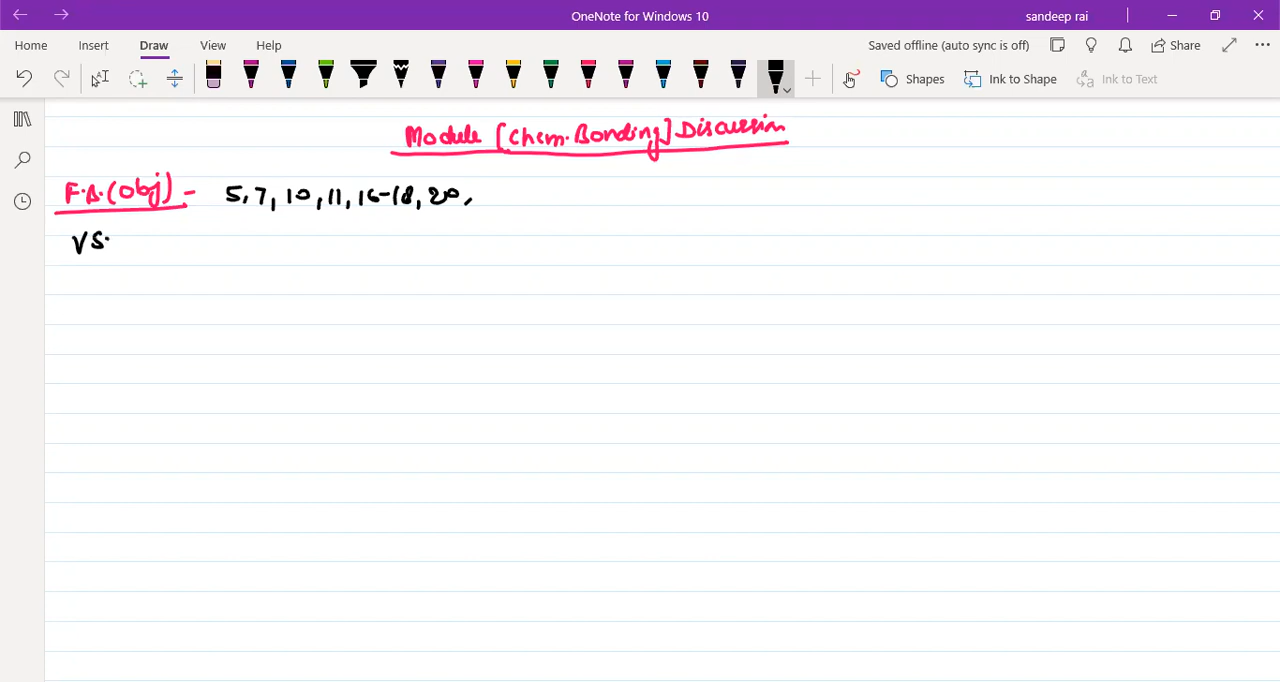 OneNote for Windows 10
sandeep rai
Home Insert Draw View Help
Saved offline (auto sync is off) Share
Shapes Ink to Shape Ink to Text
Module [Chem. Bonding] Discussion
F.A.(Obj) - 5, 7, 10, 11, 16-18, 20,
VS.